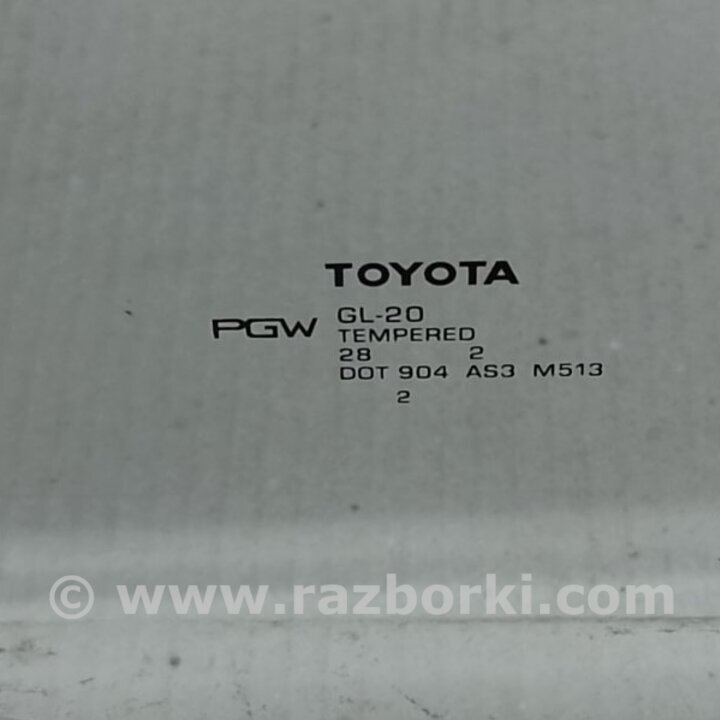 TOYOTA
PGW GL-20
TEMPERED
28 2
DOT 904 AS3 M513
2
© www.razborki.com